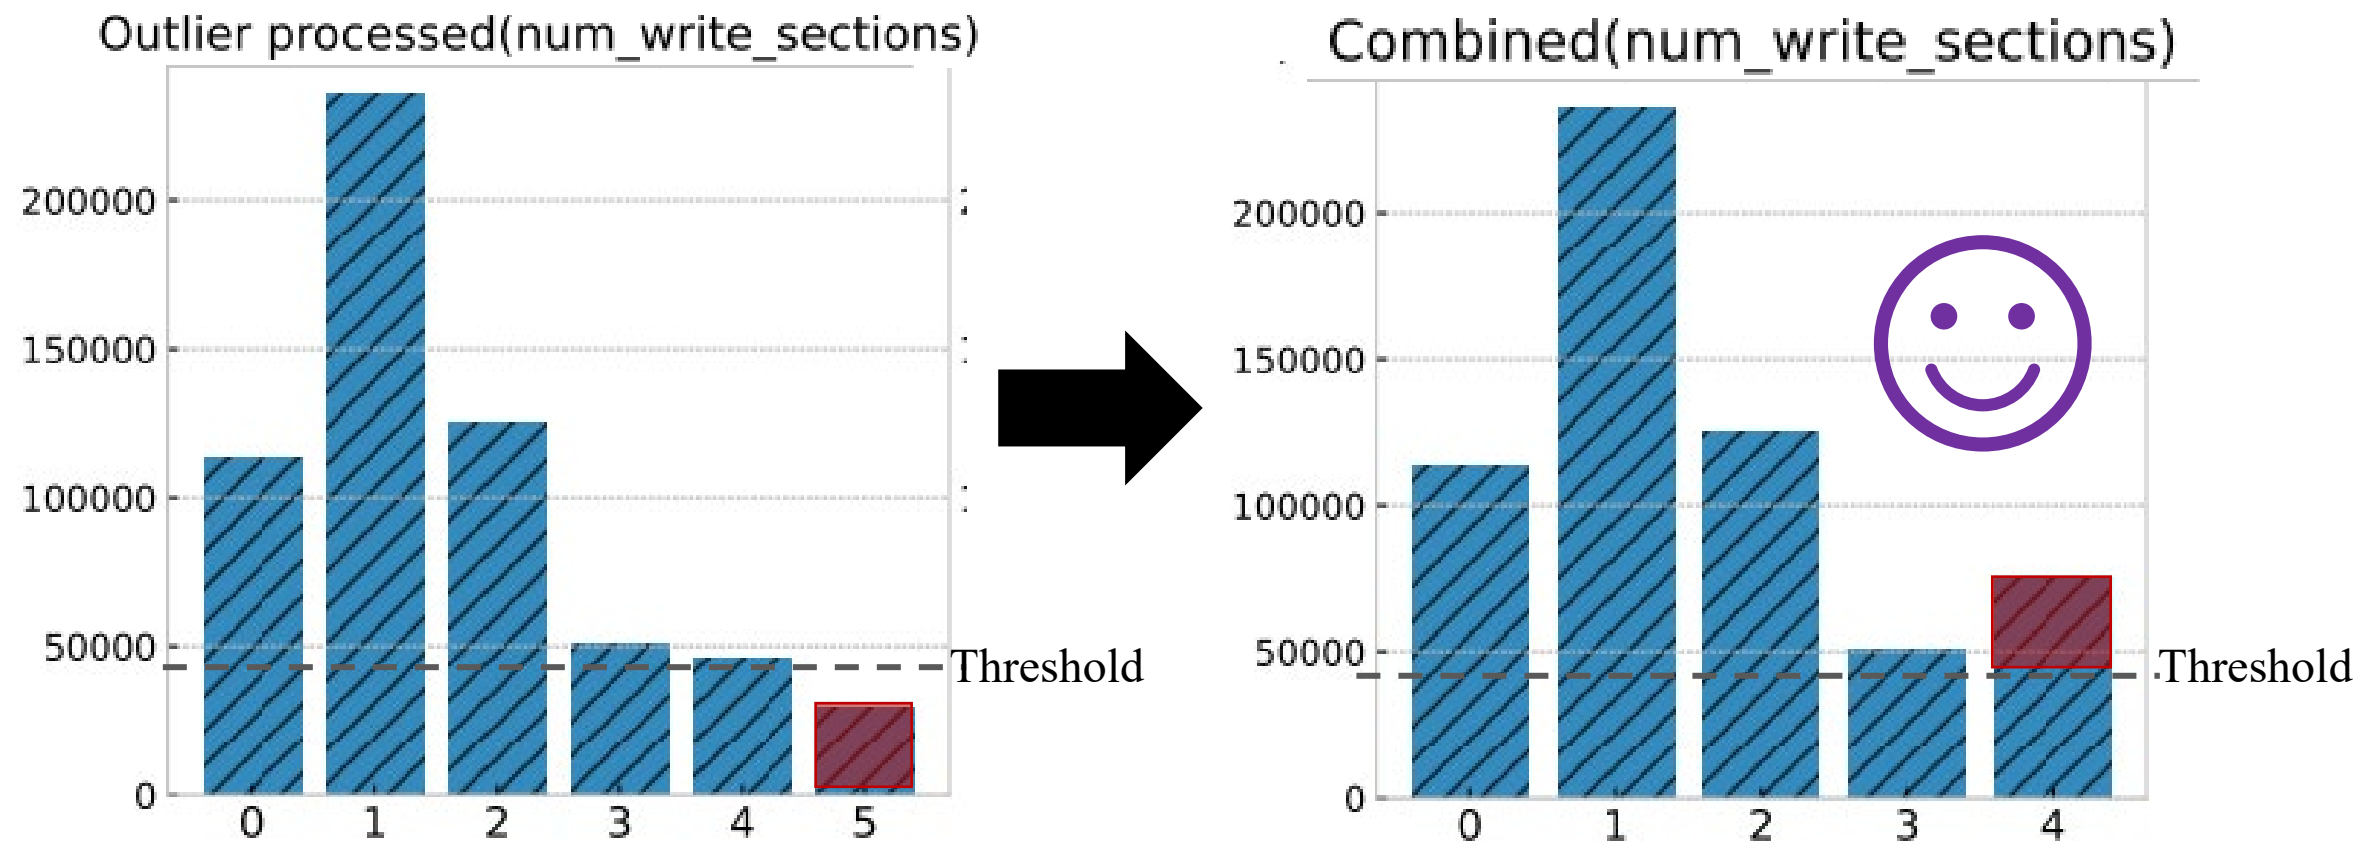 Outlier processed(num_write_sections)
200000
150000
100000
50000
0
0 1 2 3 4 5
Threshold
Combined(num_write_sections)
200000
150000
100000
50000
0
0 1 2 3 4
Threshold